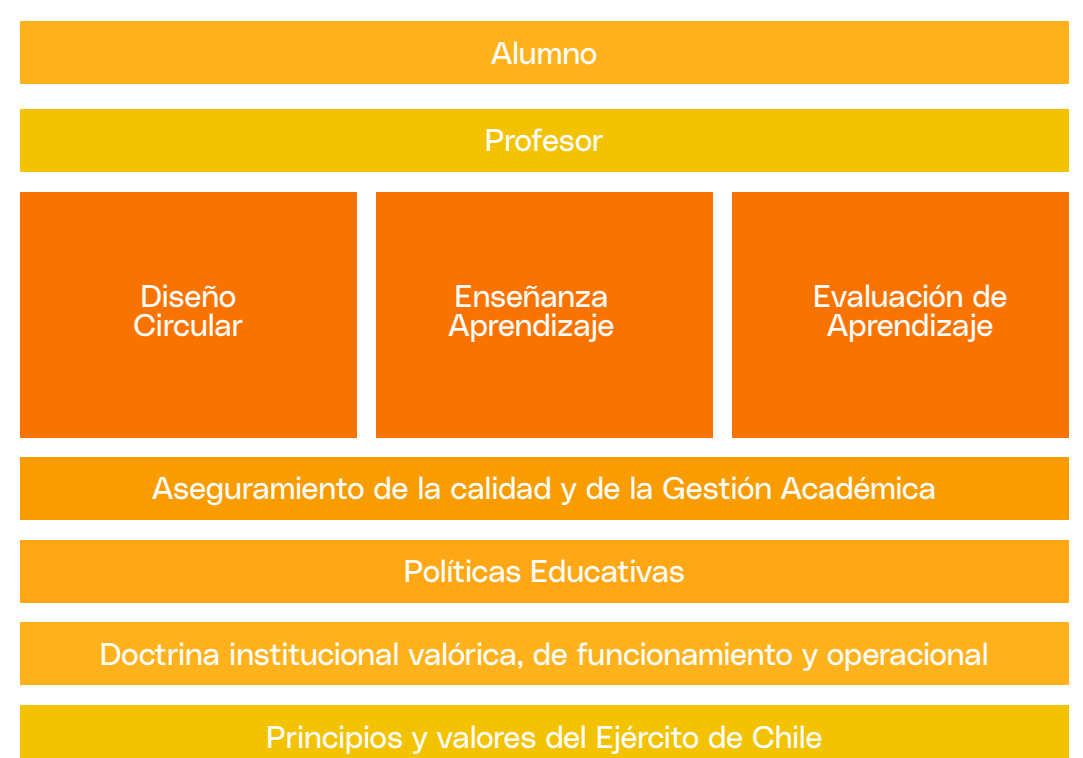 Alumno
Profesor
Diseño
Circular
Enseñanza
Aprendizaje
Evaluación de
Aprendizaje
Aseguramiento de la calidad y de la Gestión Académica
Políticas Educativas
Doctrina institucional valórica, de funcionamiento y operacional
Principios y valores del Ejército de Chile